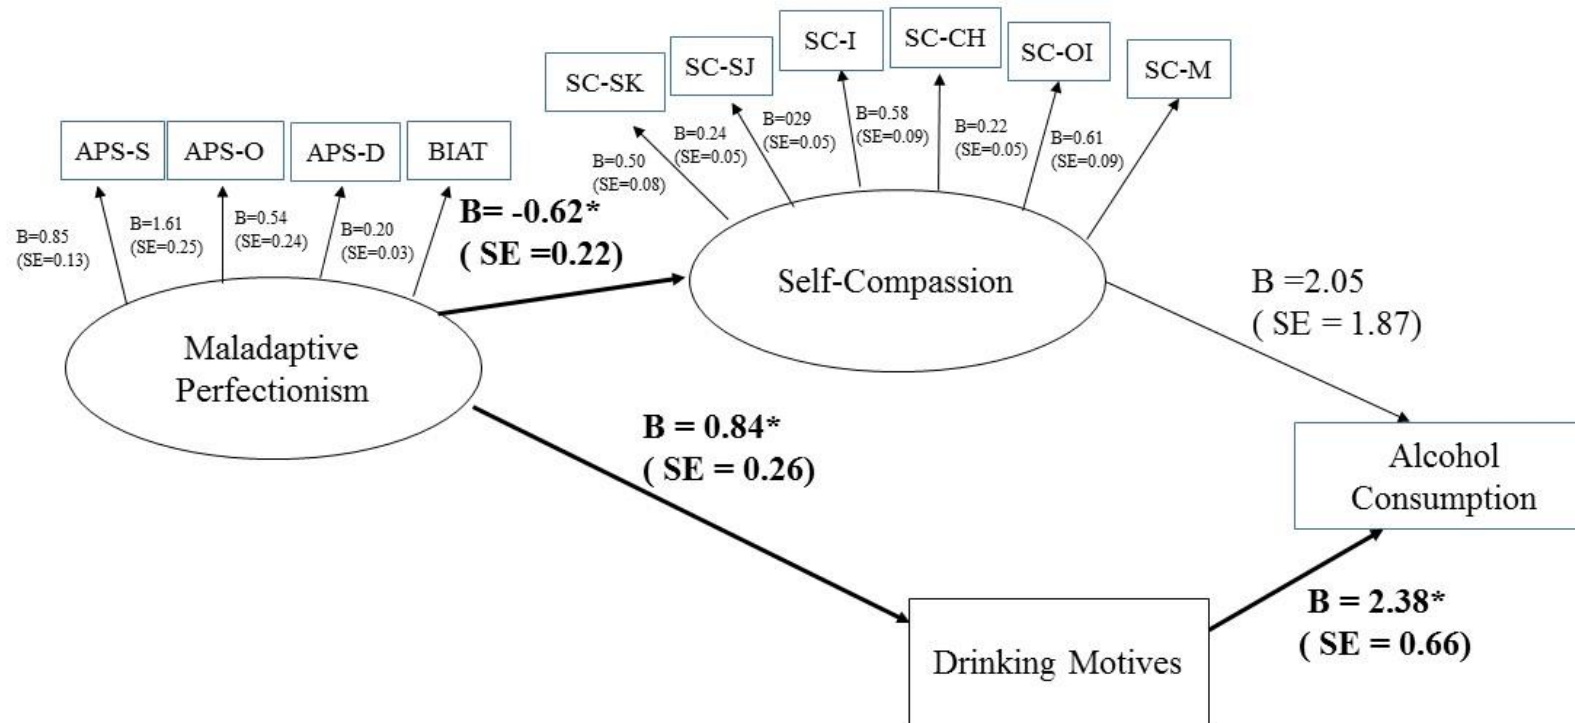 SC-SK
SC-SJ
SC-I
SC-CH
SC-OI
SC-M
APS-S
APS-O
APS-D
BIAT
B=0.50
(SE=0.08)
B=0.24
(SE=0.05)
B=029
(SE=0.05)
B=0.58
(SE=0.09)
B=0.22
(SE=0.05)
B=0.61
(SE=0.09)
B=0.85
(SE=0.13)
B=1.61
(SE=0.25)
B=0.54
(SE=0.24)
B=0.20
(SE=0.03)
B= -0.62*
( SE =0.22)
Self-Compassion
B =2.05
( SE = 1.87)
Maladaptive
Perfectionism
B = 0.84*
( SE = 0.26)
Alcohol
Consumption
B = 2.38*
( SE = 0.66)
Drinking Motives